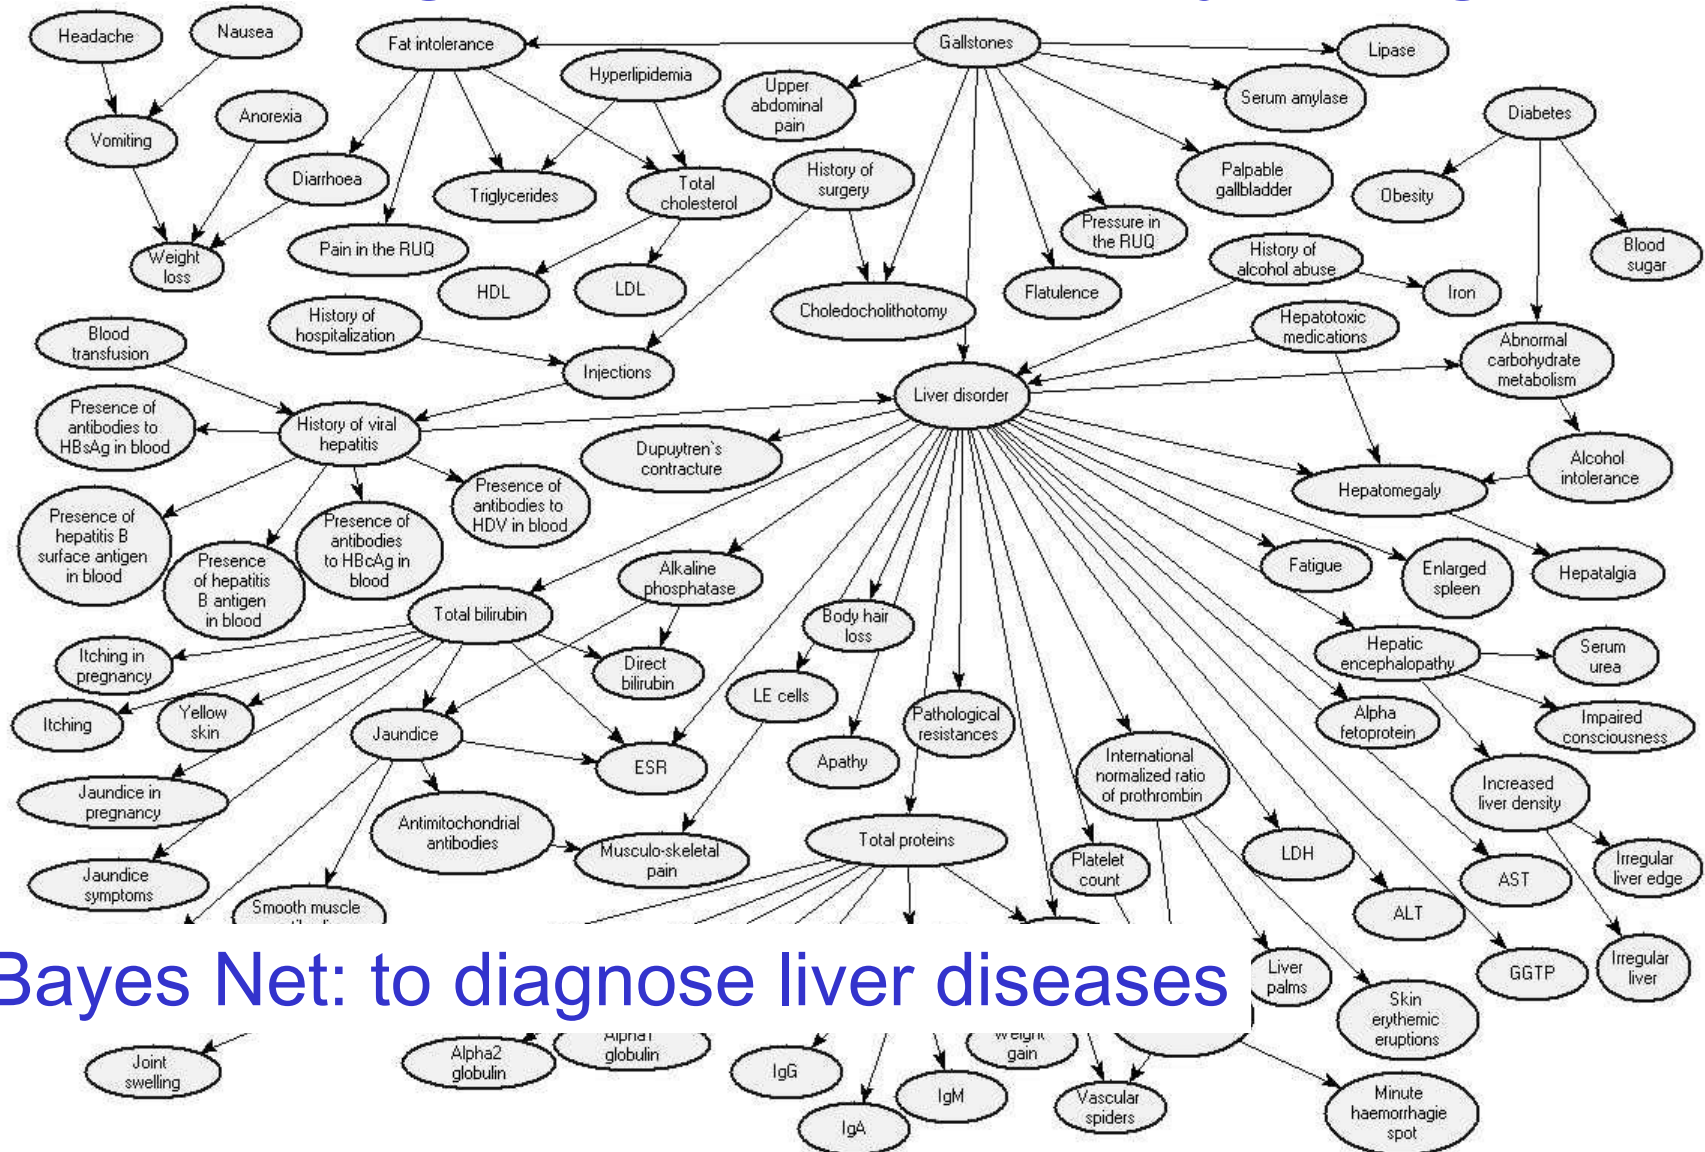 Headache
Nausea
Fat intolerance
Gallstones
Lipase
Hyperlipidemia
Upper
abdominal
pain
Serum amylase
Diabetes
Anorexia
Vomiting
Diarrhoea
Triglycerides
Total
cholesterol
History of
surgery
Palpable
gallbladder
Obesity
Pressure in
the RUQ
Blood
sugar
Pain in the RUQ
Weight
loss
HDL
LDL
Choledocholithotomy
Flatulence
History of
alcohol abuse
Iron
History of
hospitalization
Hepatotoxic
medications
Blood
transfusion
Injections
Abnormal
carbohydrate
metabolism
Liver disorder
Presence of
antibodies to
HBsAg in blood
History of viral
hepatitis
Dupuytren`s
contracture
Alcohol
intolerance
Hepatomegaly
Presence of
antibodies to
HDV in blood
Presence of
hepatitis B
surface antigen
in blood
Presence
of hepatitis
B antigen
in blood
Presence of
antibodies
to HBcAg in
blood
Alkaline
phosphatase
Fatigue
Enlarged
spleen
Hepatalgia
Total bilirubin
Body hair
loss
Hepatic
encephalopathy
Serum
urea
Itching in
pregnancy
Direct
bilirubin
LE cells
Itching
Yellow
skin
Jaundice
Pathological
resistances
Alpha
fetoprotein
Impaired
consciousness
ESR
Apathy
International
normalized ratio
of prothrombin
Increased
liver density
Jaundice in
pregnancy
Antimitochondrial
antibodies
Musculo-skeletal
pain
Total proteins
Platelet
count
LDH
Irregular
liver edge
Jaundice
symptoms
AST
Smooth muscle
ALT
Bayes Net: to diagnose liver diseases
Liver
palms
GGTP
Irregular
liver
Skin
erythemic
eruptions
Joint
swelling
Alpha2
globulin
Alpha1
globulin
IgG
weight
gain
IgM
Vascular
spiders
IgA
Minute
haemorrhagie
spot